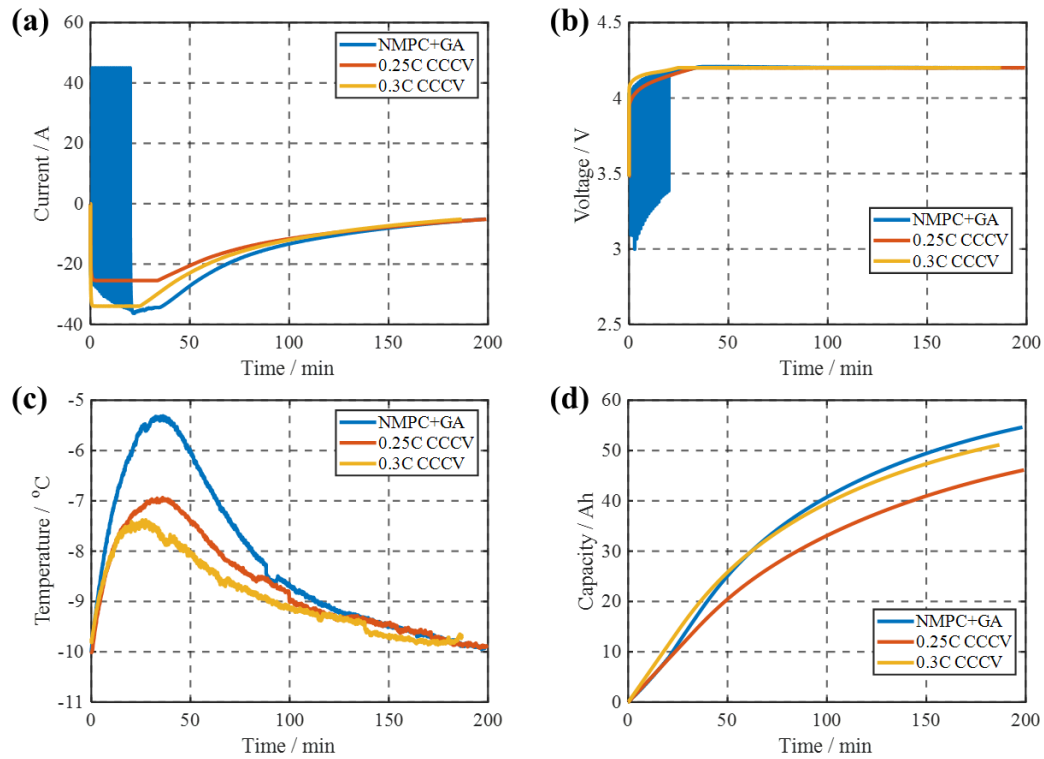 (a)
60
40
20
0
-20
-40
Current / A
0
50
100
150
200
Time / min
NMPC+GA
0.25C CCCV
0.3C CCCV
(b)
4.5
4
3.5
3
2.5
Voltage / V
0
50
100
150
200
Time / min
NMPC+GA
0.25C CCCV
0.3C CCCV
(c)
-5
-6
-7
-8
-9
-10
-11
Temperature / °C
0
50
100
150
200
Time / min
NMPC+GA
0.25C CCCV
0.3C CCCV
(d)
60
50
40
30
20
10
0
Capacity / Ah
0
50
100
150
200
Time / min
NMPC+GA
0.25C CCCV
0.3C CCCV